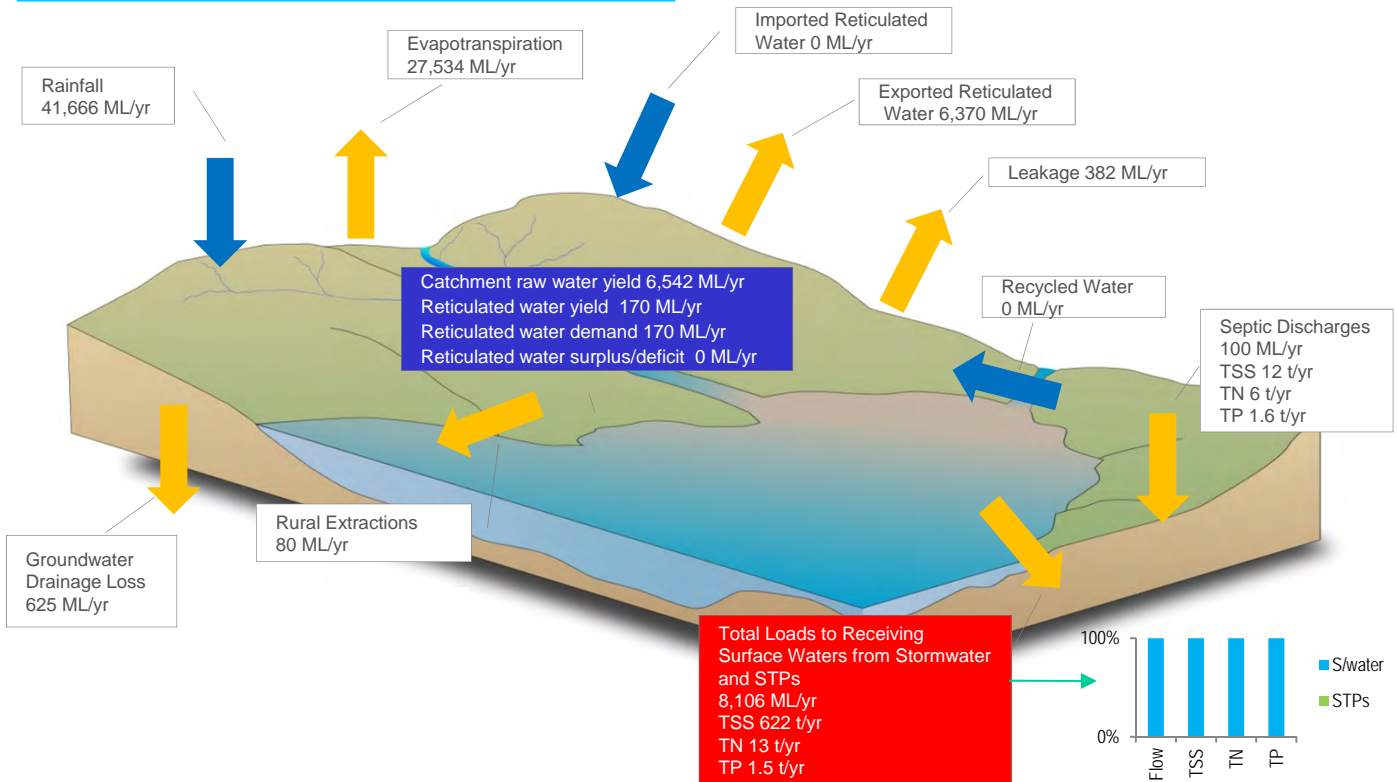 Imported Reticulated
Water 0 ML/yr
Evapotranspiration
27,534 ML/yr
Rainfall
41,666 ML/yr
Exported Reticulated
Water 6,370 ML/yr
Leakage 382 ML/yr
Catchment raw water yield 6,542 ML/yr
Reticulated water yield 170 ML/yr
Reticulated water demand 170 ML/yr
Reticulated water surplus/deficit 0 ML/yr
Recycled Water
0 ML/yr
Septic Discharges
100 ML/yr
TSS 12 t/yr
TN 6 t/yr
TP 1.6 t/yr
Rural Extractions
80 ML/yr
Groundwater
Drainage Loss
625 ML/yr
Total Loads to Receiving
Surface Waters from Stormwater
and STPs
8,106 ML/yr
TSS 622 t/yr
TN 13 t/yr
TP 1.5 t/yr
100%
0%
Flow
TSS
TN
TP
S/water
STPs